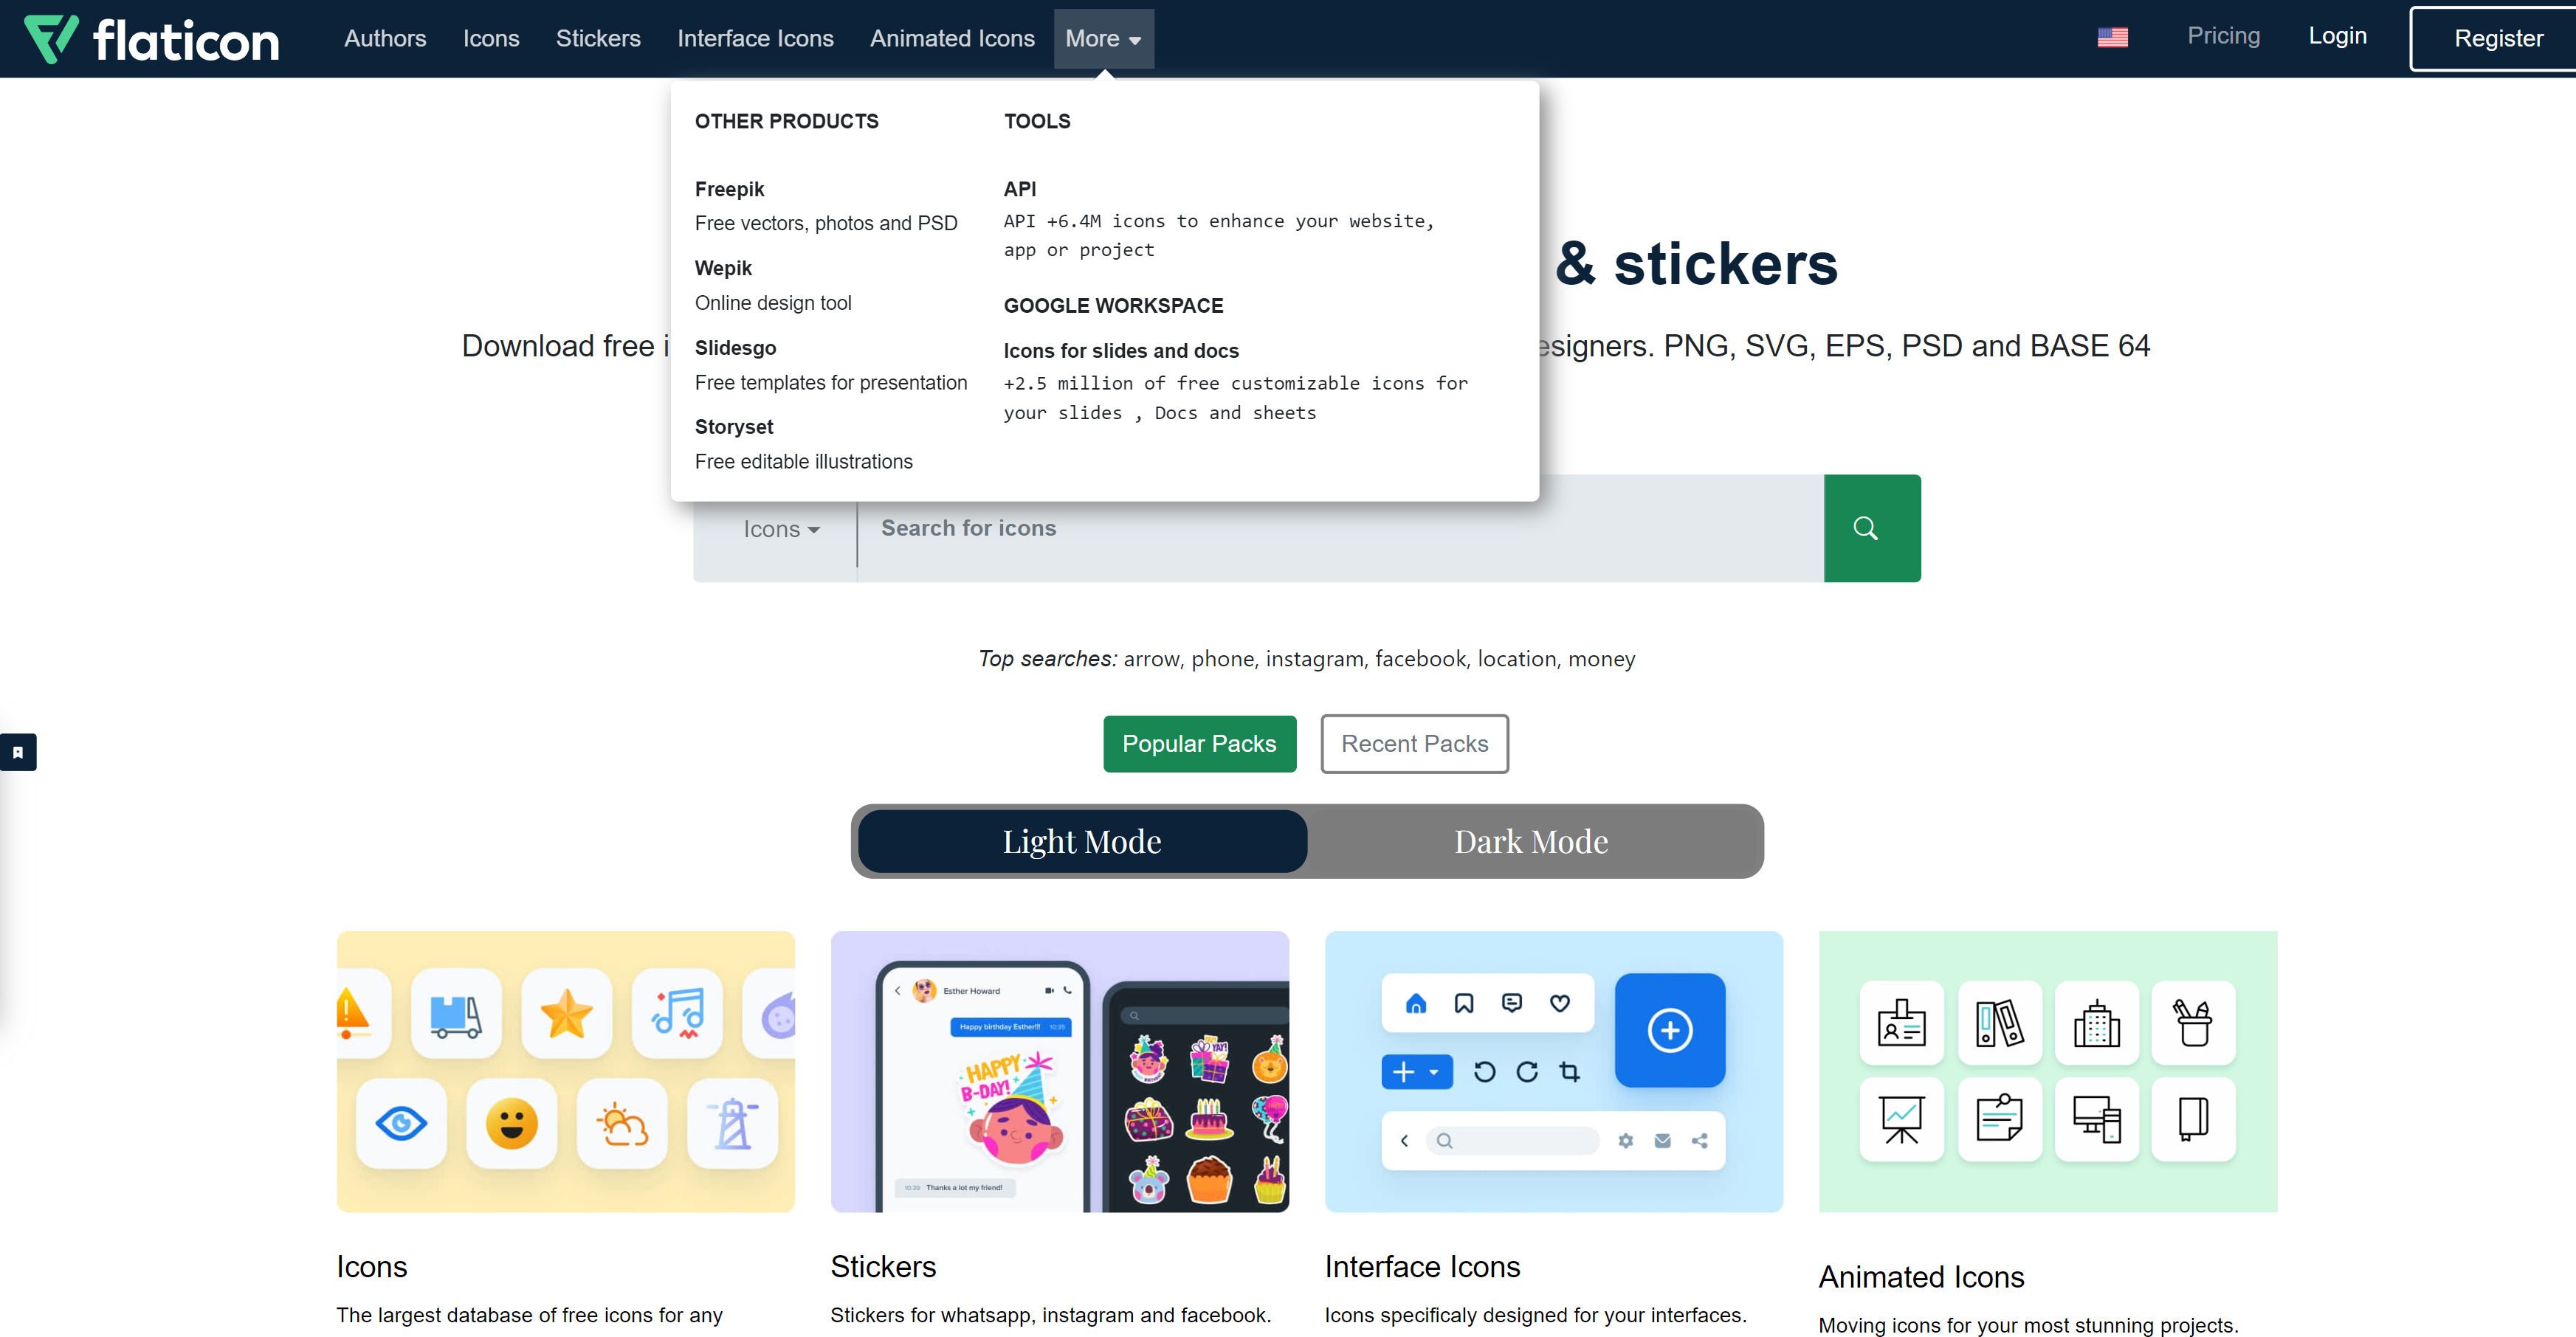 flaticon
Authors Icons Stickers Interface Icons Animated Icons More
Pricing Login Register
OTHER PRODUCTS
Freepik
Free vectors, photos and PSD
Wepik
Online design tool
Slidesgo
Free templates for presentation
Storyset
Free editable illustrations
TOOLS
API
API +6.4M icons to enhance your website,
app or project
GOOGLE WORKSPACE
Icons for slides and docs
+2.5 million of free customizable icons for
your slides , Docs and sheets
& stickers
Download free
esigners. PNG, SVG, EPS, PSD and BASE 64
Icons
Search for icons
Top searches: arrow, phone, instagram, facebook, location, money
Popular Packs Recent Packs
Light Mode Dark Mode
Esther Howard
Happy birthday Esther!!! 10:35
HAPPY
B-DAY!
YAY!
10:39 Thanks a lot my friend!
Icons
The largest database of free icons for any
Stickers
Stickers for whatsapp, instagram and facebook.
Interface Icons
Icons specificaly designed for your interfaces.
Animated Icons
Moving icons for your most stunning projects.